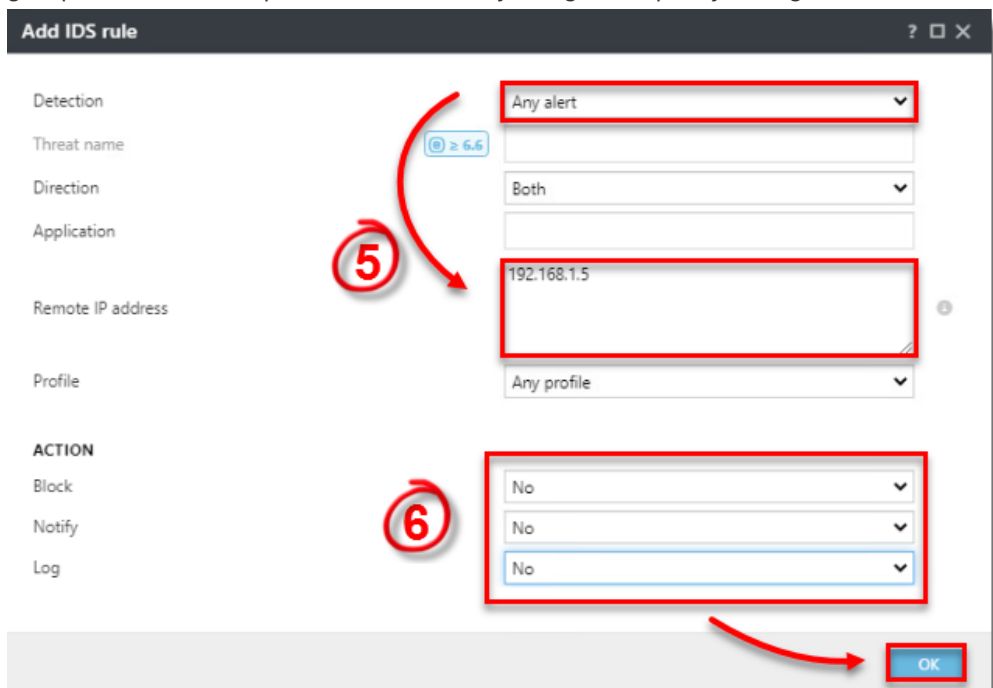 Add IDS rule ?
Detection Any alert
Threat name ≥ 6.6
Direction Both
Application
5
192.168.1.5
Remote IP address
Profile Any profile
ACTION
Block No
6
Notify No
Log No
OK